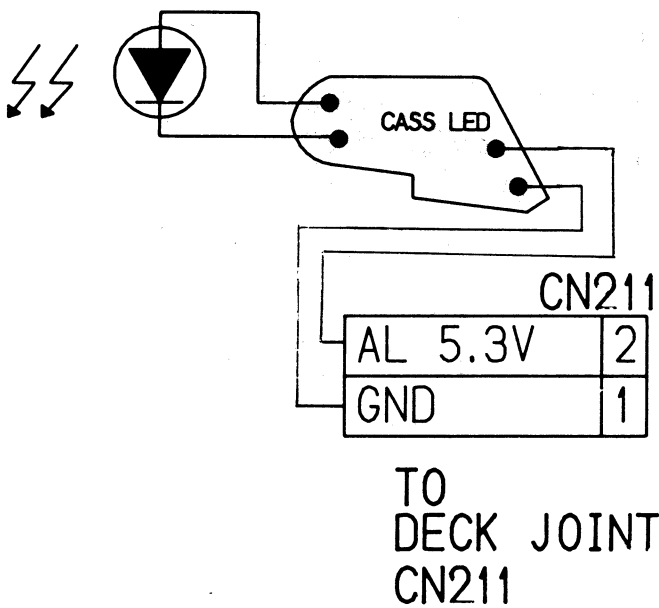 CASS LED
CN211
AL 5.3V 2
GND 1
TO
DECK JOINT
CN211